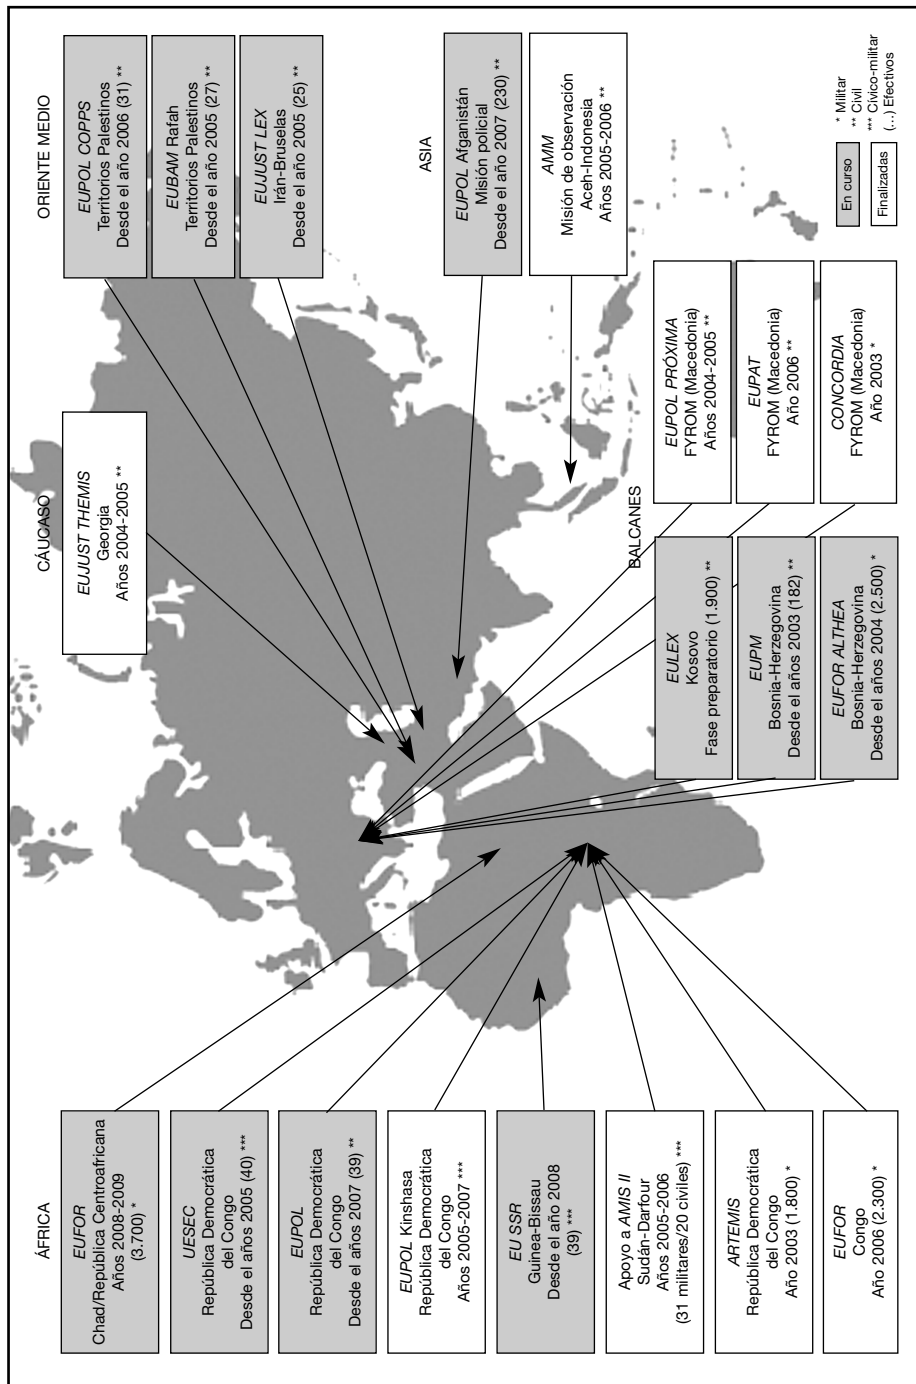 ÁFRICA
EUFOR
Chad/República Centroafricana
Años 2008-2009
(3.700) *
UESEC
República Democrática
del Congo
Desde el años 2005 (40) ***
EUPOL
República Democrática
del Congo
Desde el años 2007 (39) **
EUPOL Kinshasa
República Democrática
del Congo
Años 2005-2007 ***
EU SSR
Guinea-Bissau
Desde el año 2008
(39) ***
Apoyo a AMIS II
Sudán-Darfour
Años 2005-2006
(31 militares/20 civiles) ***
ARTEMIS
República Democrática
del Congo
Año 2003 (1.800) *
EUFOR
Congo
Año 2006 (2.300) *
CÁUCASO
EUJUST THEMIS
Georgia
Años 2004-2005 **
ORIENTE MEDIO
EUPOL COPPS
Territorios Palestinos
Desde el año 2006 (31) **
EUBAM Rafah
Territorios Palestinos
Desde el año 2005 (27) **
EUJUST LEX
Irán-Bruselas
Desde el año 2005 (25) **
ASIA
EUPOL Afganistán
Misión policial
Desde el año 2007 (230) **
AMM
Misión de observación
Aceh-Indonesia
Años 2005-2006 **
BALCANES
EULEX
Kosovo
Fase preparatorio (1.900) **
EUPM
Bosnia-Herzegovina
Desde el años 2003 (182) **
EUFOR ALTHEA
Bosnia-Herzegovina
Desde el años 2004 (2.500) *
EUPOL PRÓXIMA
FYROM (Macedonia)
Años 2004-2005 **
EUPAT
FYROM (Macedonia)
Año 2006 **
CONCORDIA
FYROM (Macedonia)
Año 2003 *
En curso
Finalizadas
* Militar
** Civil
*** Cívico-militar
(...) Efectivos